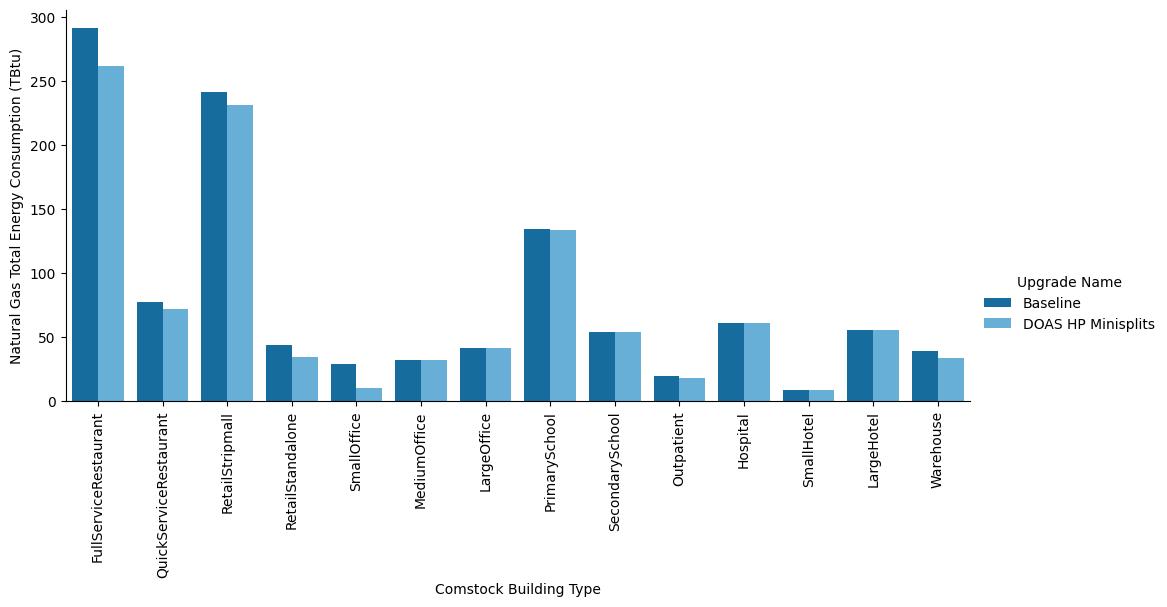 Natural Gas Total Energy Consumption (TBtu)
300
250
200
150
100
50
0
FullServiceRestaurant
QuickServiceRestaurant
RetailStripmall
RetailStandalone
SmallOffice
MediumOffice
LargeOffice
PrimarySchool
SecondarySchool
Outpatient
Hospital
SmallHotel
LargeHotel
Warehouse
Comstock Building Type
Upgrade Name
Baseline
DOAS HP Minisplits